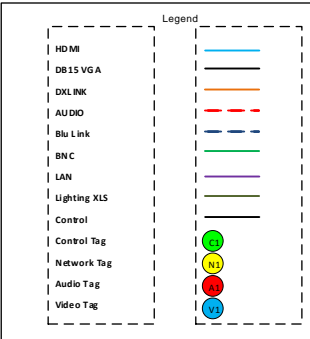 Legend
HDMI
DB15 VGA
DXLINK
AUDIO
Blu Link
BNC
LAN
Lighting XLS
Control
Control Tag C1
Network Tag N1
Audio Tag A1
Video Tag V1